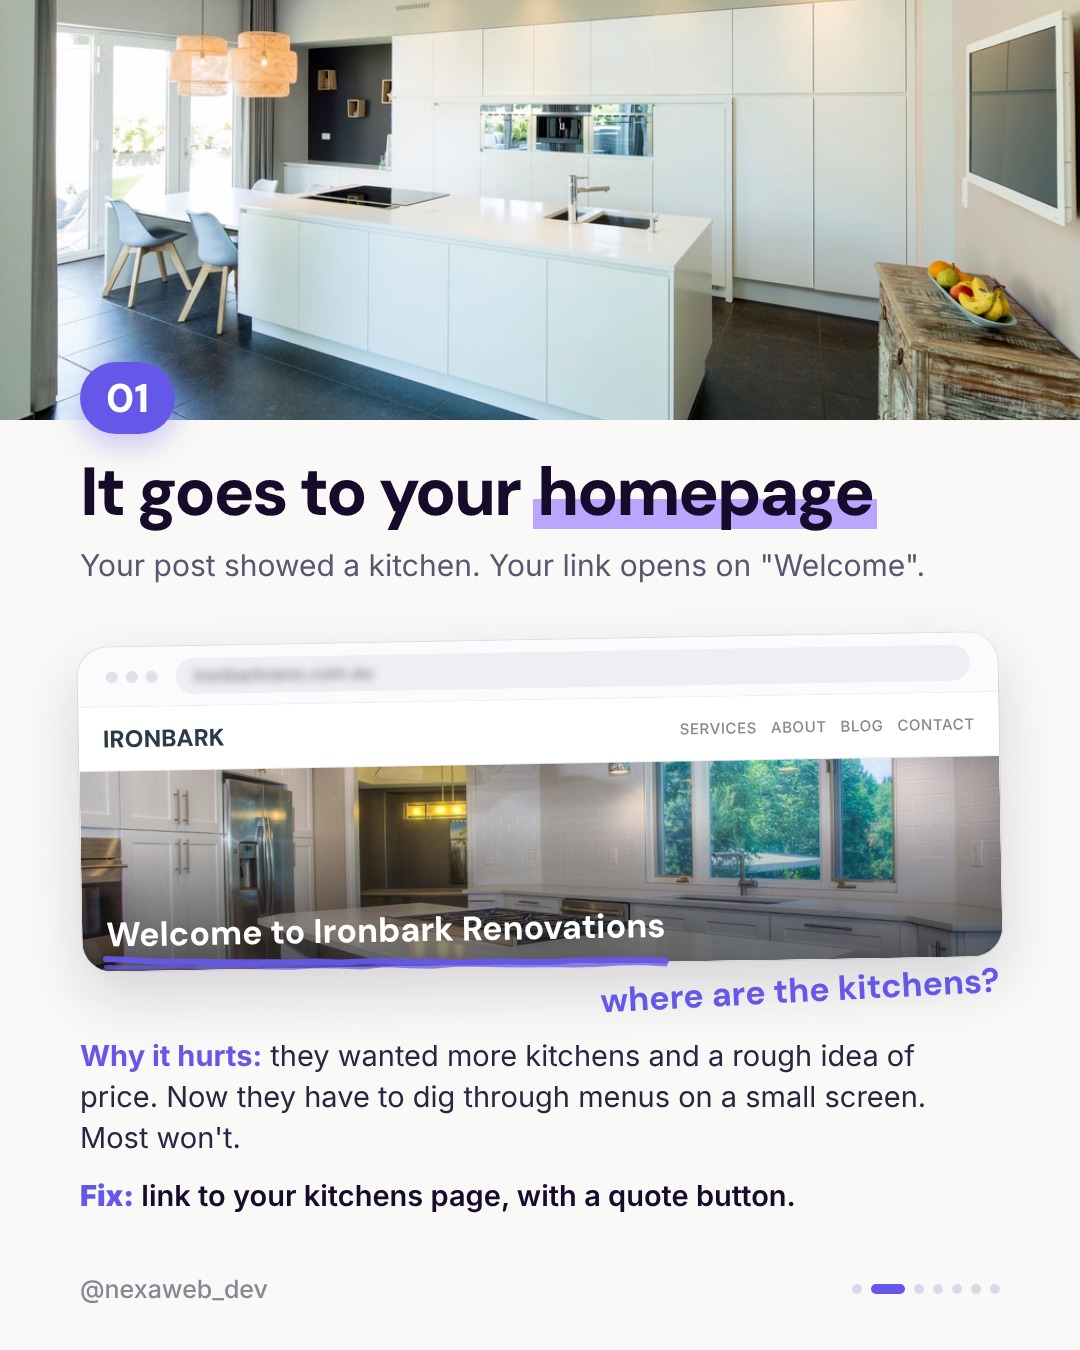 01
It goes to your homepage
Your post showed a kitchen. Your link opens on "Welcome".
IRONBARK
SERVICES ABOUT BLOG CONTACT
Welcome to Ironbark Renovations
where are the kitchens?
Why it hurts: they wanted more kitchens and a rough idea of
price. Now they have to dig through menus on a small screen.
Most won't.
Fix: link to your kitchens page, with a quote button.
@nexaweb_dev